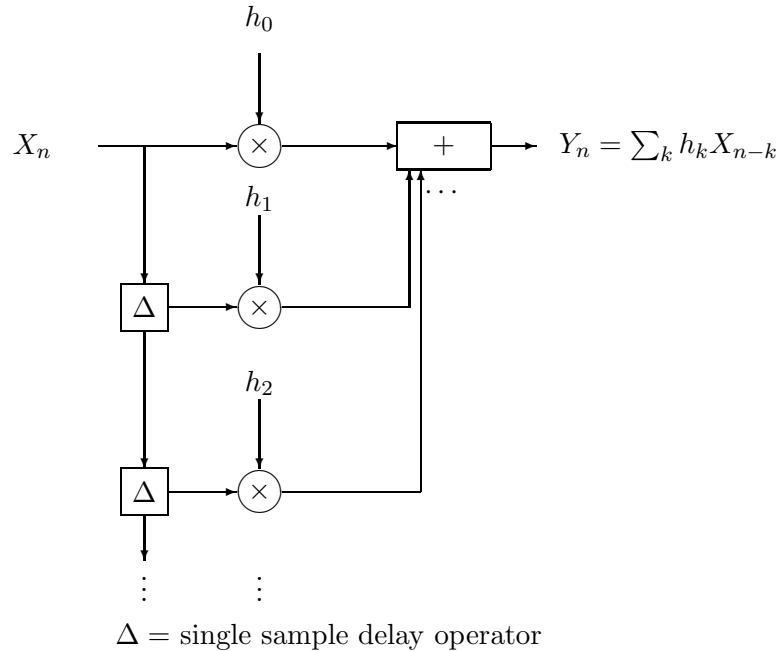 h₀
Xₙ × + Yₙ = ∑ₖ hₖXₙ₋ₖ
⋯
h₁
Δ ×
h₂
Δ ×
⋮ ⋮
Δ = single sample delay operator